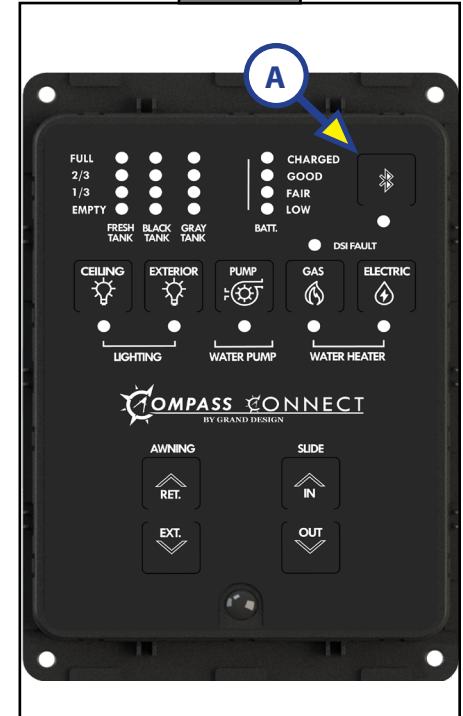 A
FULL
2/3
1/3
EMPTY
FRESH TANK
BLACK TANK
GRAY TANK
CHARGED
GOOD
FAIR
LOW
BATT.
DSI FAULT
CEILING
EXTERIOR
PUMP
GAS
ELECTRIC
LIGHTING
WATER PUMP
WATER HEATER
COMPASS CONNECT
BY GRAND DESIGN
AWNING
SLIDE
RET.
IN
EXT.
OUT